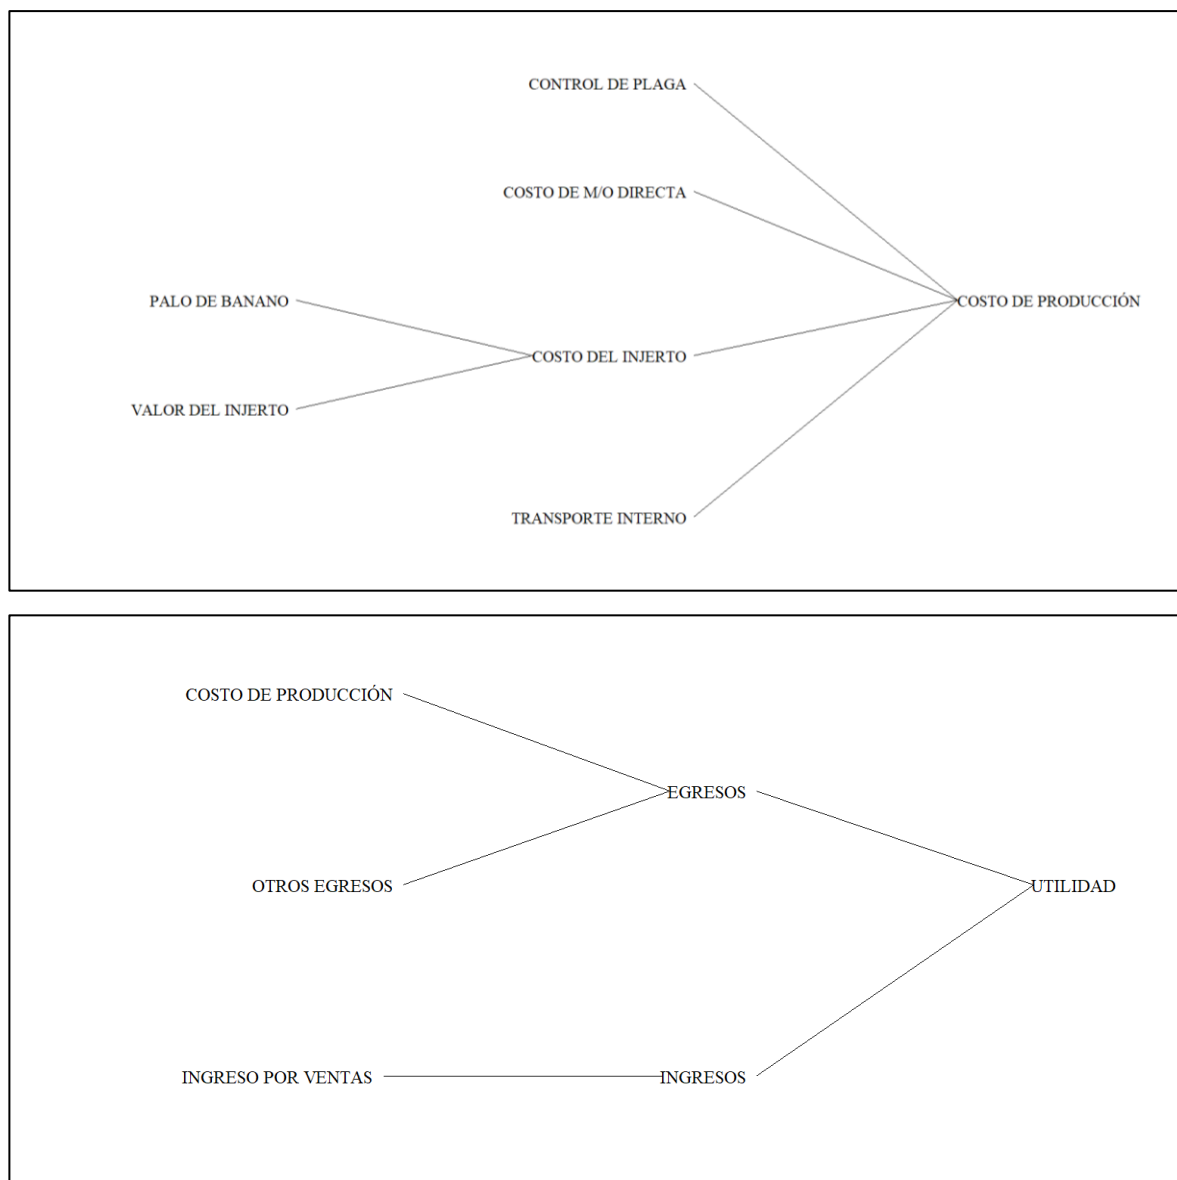 CONTROL DE PLAGA
COSTO DE M/O DIRECTA
PALO DE BANANO
COSTO DE PRODUCCIÓN
COSTO DEL INJERTO
VALOR DEL INJERTO
TRANSPORTE INTERNO
COSTO DE PRODUCCIÓN
EGRESOS
OTROS EGRESOS
UTILIDAD
INGRESO POR VENTAS
INGRESOS